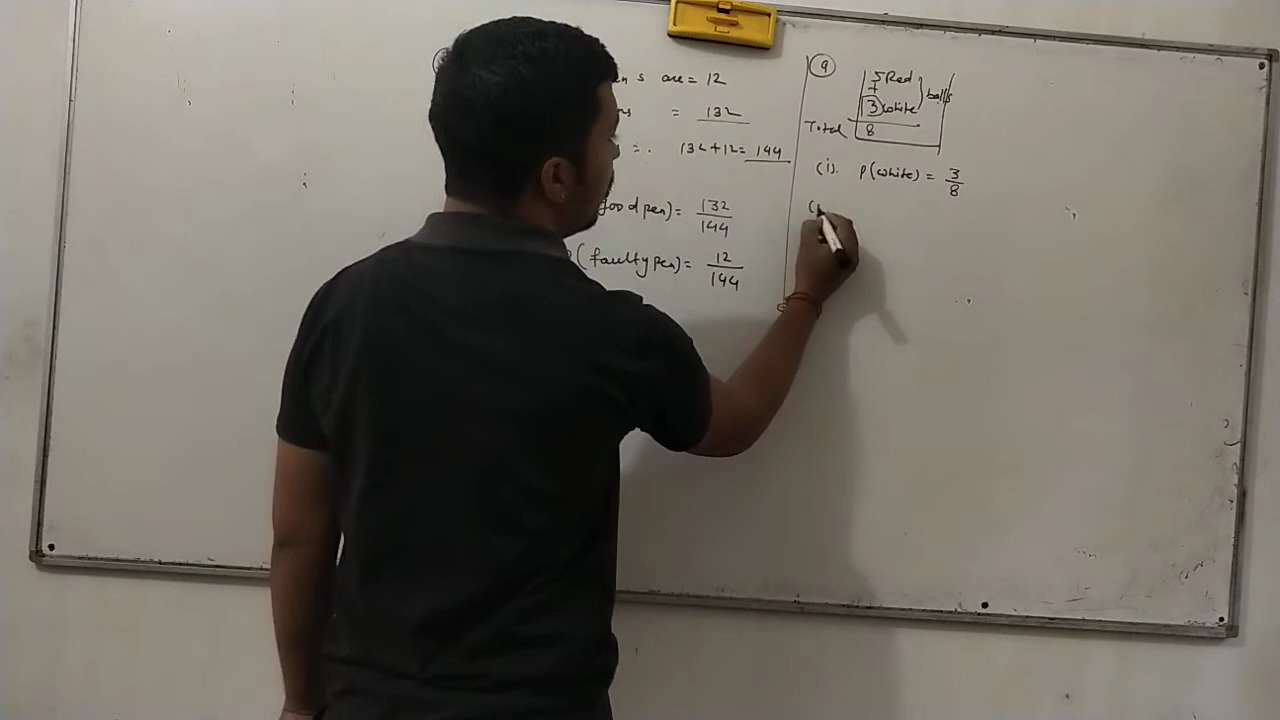 s are = 12
= 132
= . 132+12= 144
good pen) = 132/144
P(faulty pen) = 12/144
9
5 Red
+
3 white
balls
Total 8
(i). P(white) = 3/8
(